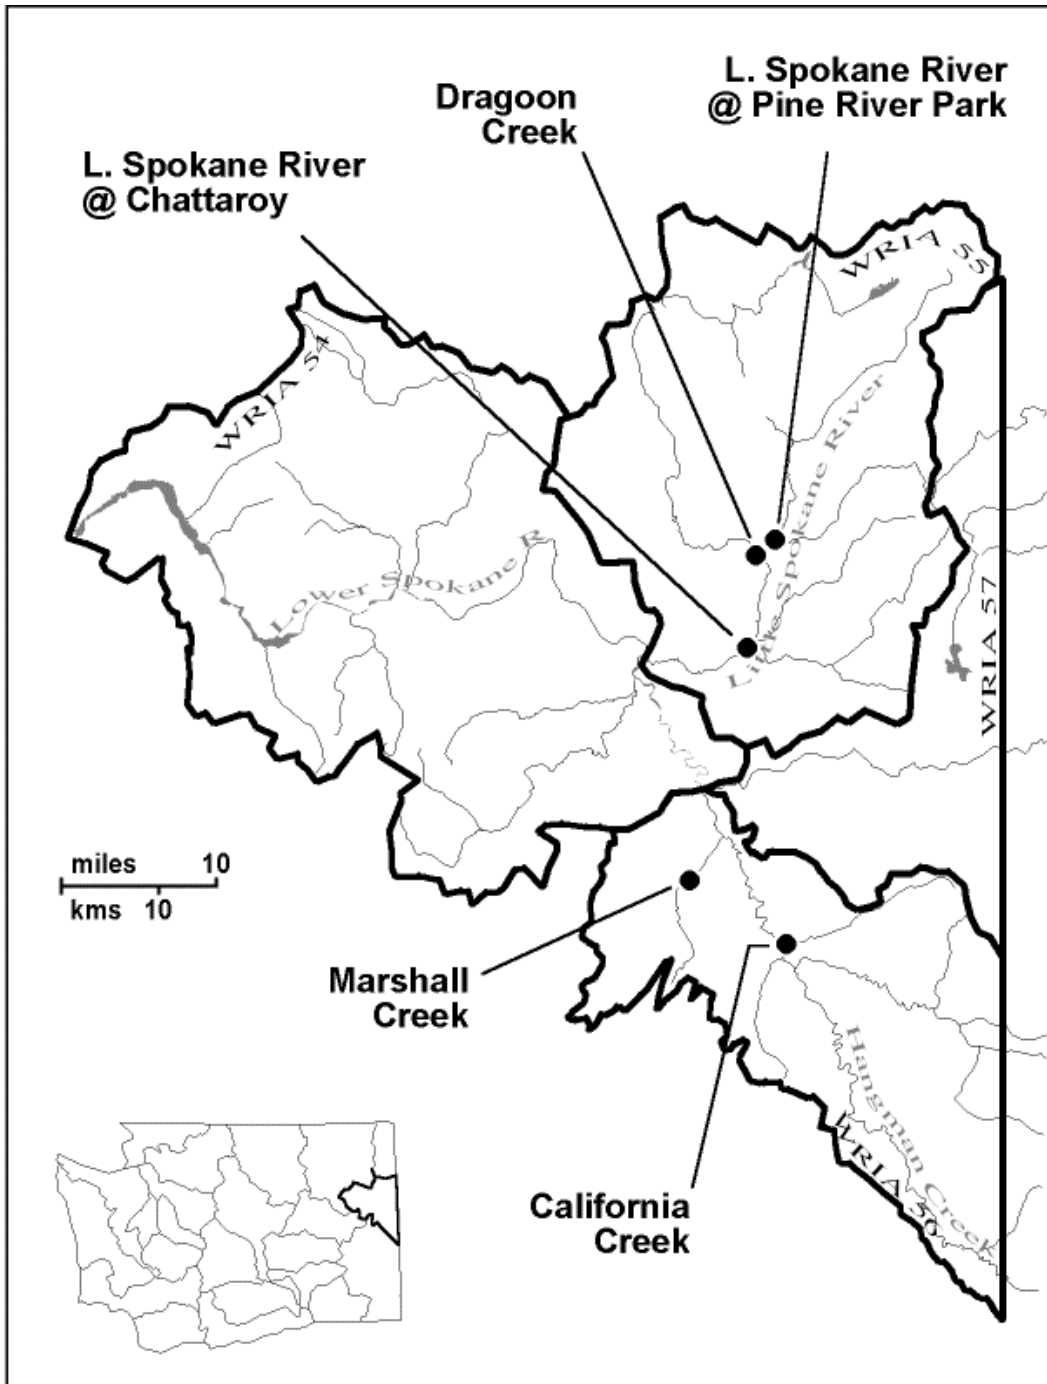 L. Spokane River
@ Pine River Park
Dragoon
Creek
L. Spokane River
@ Chattaroy
WRIA 55
WRIA 54
Little Spokane River
Lower Spokane R
WRIA 57
miles 10
kms 10
Marshall
Creek
Hangman Creek
WRIA 56
California
Creek